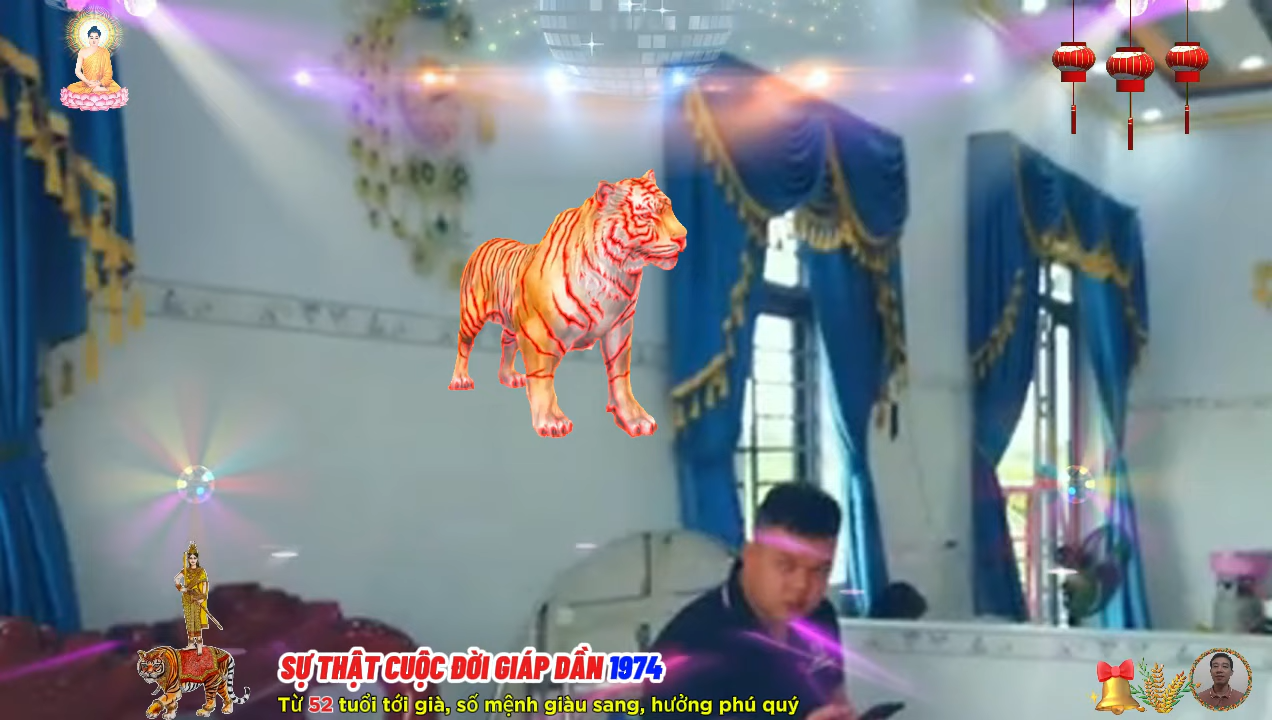 SỰ THẬT CUỘC ĐỜI GIÁP DẦN 1974
Từ 52 tuổi tới già, số mệnh giàu sang, hưởng phú quý